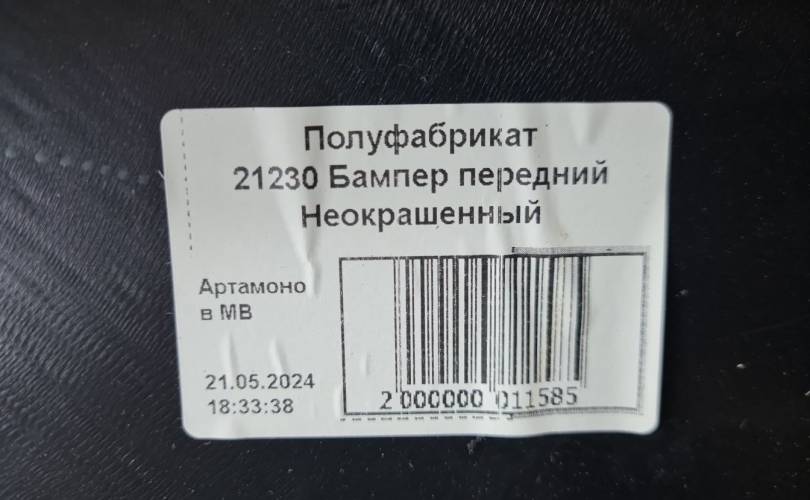 Полуфабрикат
21230 Бампер передний
Неокрашенный
Артамоно
в МВ
21.05.2024
18:33:38
2 000000 011585